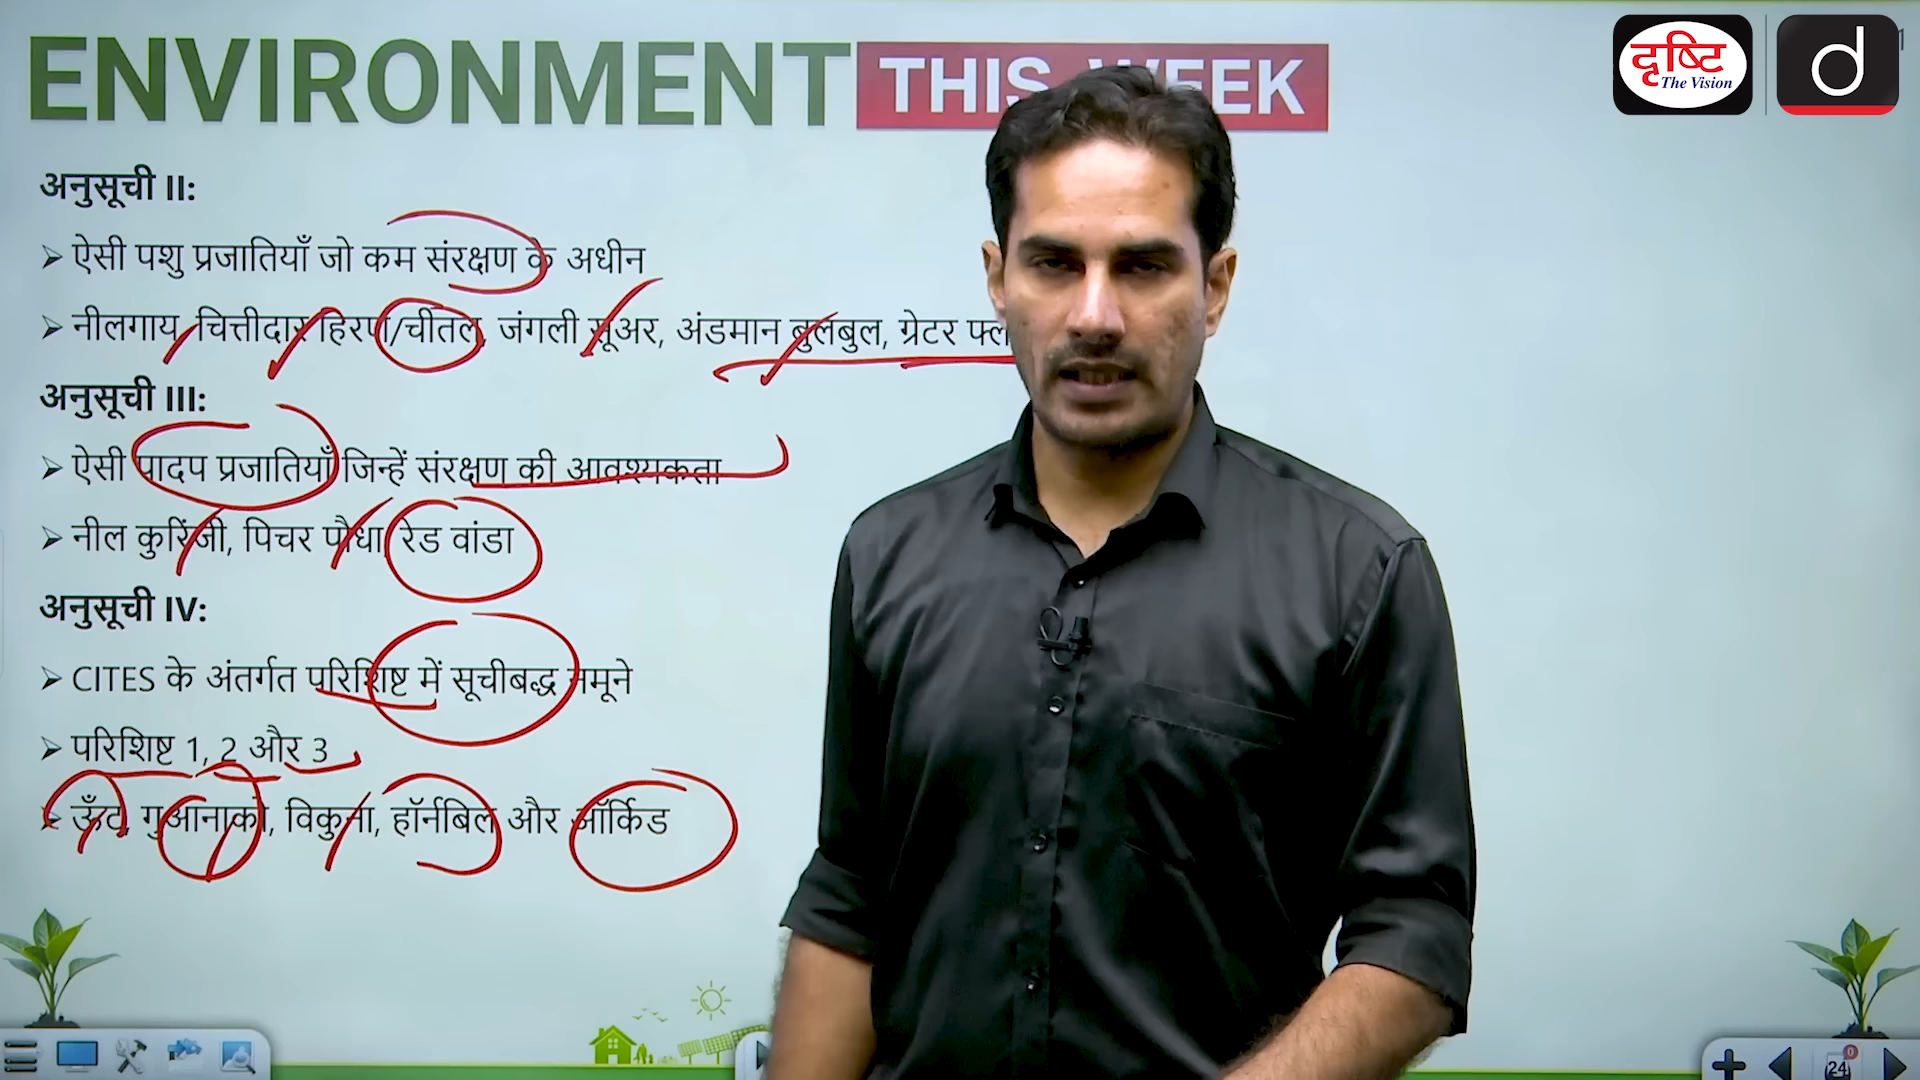 ENVIRONMENT THIS WEEK
दृष्टि
The Vision
d
अनुसूची II:
➢ ऐसी पशु प्रजातियाँ जो कम संरक्षण के अधीन
➢ नीलगाय, चित्तीदार हिरण/चीतल, जंगली सूअर, अंडमान बुलबुल, ग्रेटर
अनुसूची III:
➢ ऐसी पादप प्रजातियाँ जिन्हें संरक्षण की आवश्यकता
➢ नील कुरिंजी, पिचर पौधा, रेड वांडा
अनुसूची IV:
➢ CITES के अंतर्गत परिशिष्ट में सूचीबद्ध नमूने
➢ परिशिष्ट 1, 2 और 3
➢ ऊँट, गुआनाको, विकुना, हॉर्नबिल और ऑर्किड
24
0